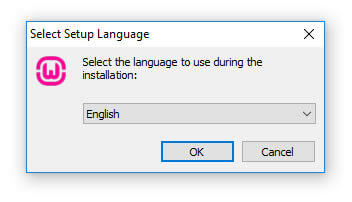 Select Setup Language
Select the language to use during the
installation:
English
OK
Cancel